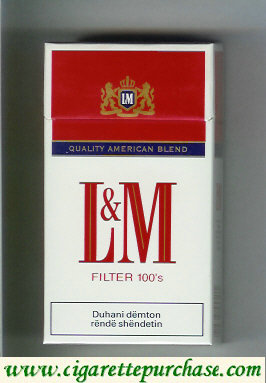 LM
QUALITY AMERICAN BLEND
L&M
FILTER 100's
Duhani dëmton
rëndë shëndetin
www.cigarettepurchase.com